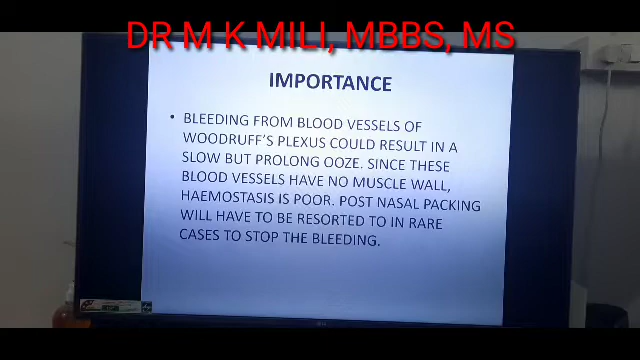 DR M K MILI, MBBS, MS
IMPORTANCE
• BLEEDING FROM BLOOD VESSELS OF
WOODRUFF'S PLEXUS COULD RESULT IN A
SLOW BUT PROLONG OOZE. SINCE THESE
BLOOD VESSELS HAVE NO MUSCLE WALL,
HAEMOSTASIS IS POOR. POST NASAL PACKING
WILL HAVE TO BE RESORTED TO IN RARE
CASES TO STOP THE BLEEDING.